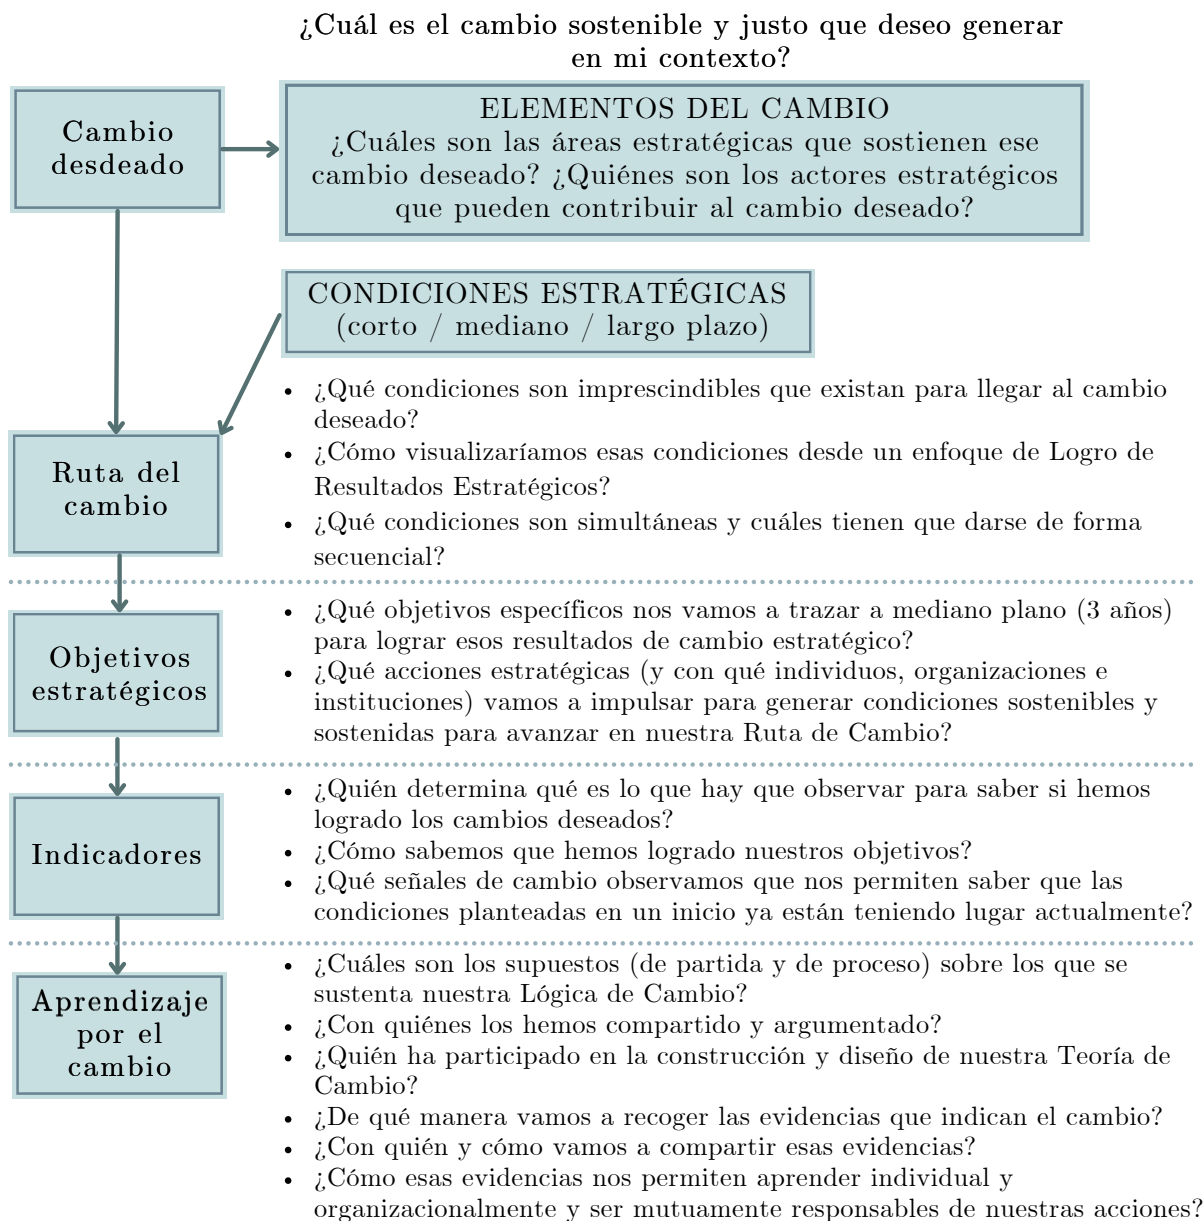 ¿Cuál es el cambio sostenible y justo que deseo generar
en mi contexto?
Cambio
desdeado
ELEMENTOS DEL CAMBIO
¿Cuáles son las áreas estratégicas que sostienen ese
cambio deseado? ¿Quiénes son los actores estratégicos
que pueden contribuir al cambio deseado?
CONDICIONES ESTRATÉGICAS
(corto / mediano / largo plazo)
Ruta del
cambio
• ¿Qué condiciones son imprescindibles que existan para llegar al cambio
deseado?
• ¿Cómo visualizaríamos esas condiciones desde un enfoque de Logro de
Resultados Estratégicos?
• ¿Qué condiciones son simultáneas y cuáles tienen que darse de forma
secuencial?
Objetivos
estratégicos
• ¿Qué objetivos específicos nos vamos a trazar a mediano plano (3 años)
para lograr esos resultados de cambio estratégico?
• ¿Qué acciones estratégicas (y con qué individuos, organizaciones e
instituciones) vamos a impulsar para generar condiciones sostenibles y
sostenidas para avanzar en nuestra Ruta de Cambio?
Indicadores
• ¿Quién determina qué es lo que hay que observar para saber si hemos
logrado los cambios deseados?
• ¿Cómo sabemos que hemos logrado nuestros objetivos?
• ¿Qué señales de cambio observamos que nos permiten saber que las
condiciones planteadas en un inicio ya están teniendo lugar actualmente?
Aprendizaje
por el
cambio
• ¿Cuáles son los supuestos (de partida y de proceso) sobre los que se
sustenta nuestra Lógica de Cambio?
• ¿Con quiénes los hemos compartido y argumentado?
• ¿Quién ha participado en la construcción y diseño de nuestra Teoría de
Cambio?
• ¿De qué manera vamos a recoger las evidencias que indican el cambio?
• ¿Con quién y cómo vamos a compartir esas evidencias?
• ¿Cómo esas evidencias nos permiten aprender individual y
organizacionalmente y ser mutuamente responsables de nuestras acciones?